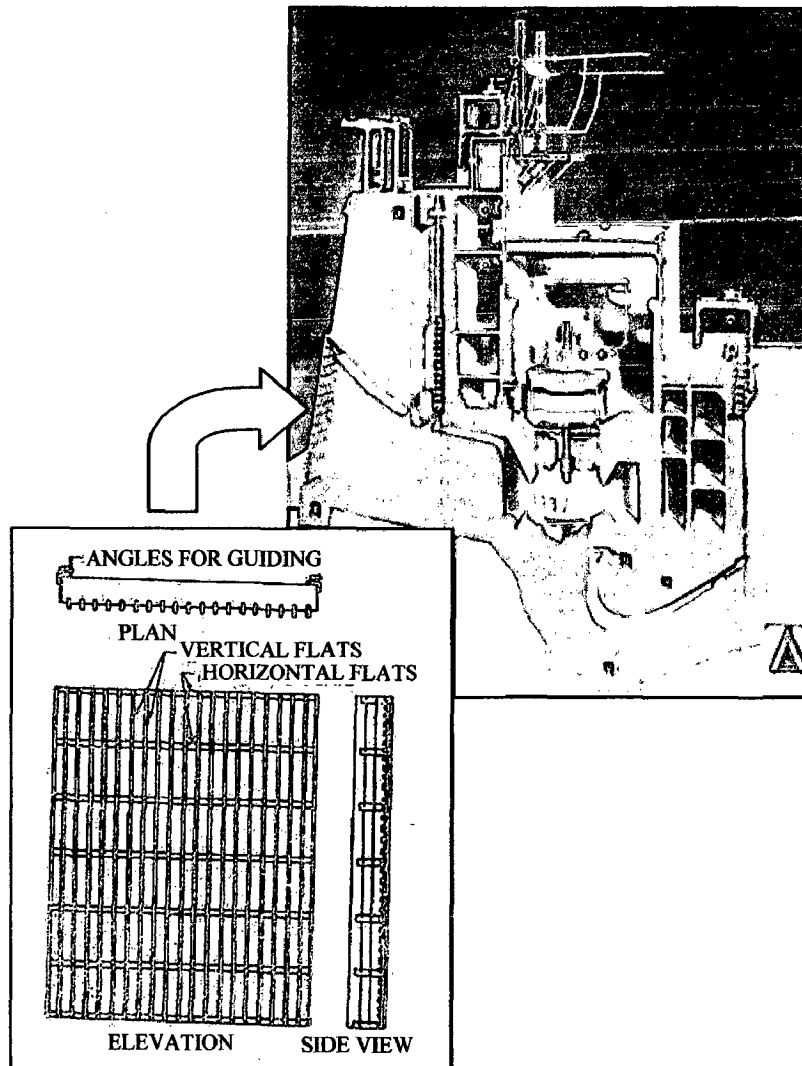 ANGLES FOR GUIDING
PLAN
VERTICAL FLATS
HORIZONTAL FLATS
ELEVATION
SIDE VIEW